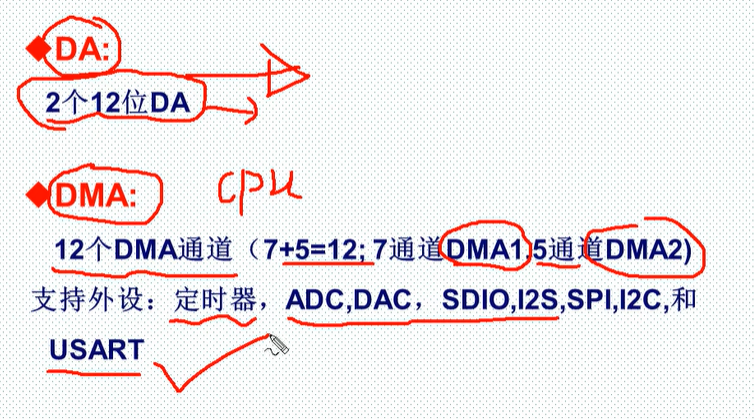 ◆DA:
2个12位DA
◆DMA: cpu
12个DMA通道（7+5=12; 7通道DMA1,5通道DMA2)
支持外设：定时器，ADC,DAC，SDIO,I2S,SPI,I2C,和
USART